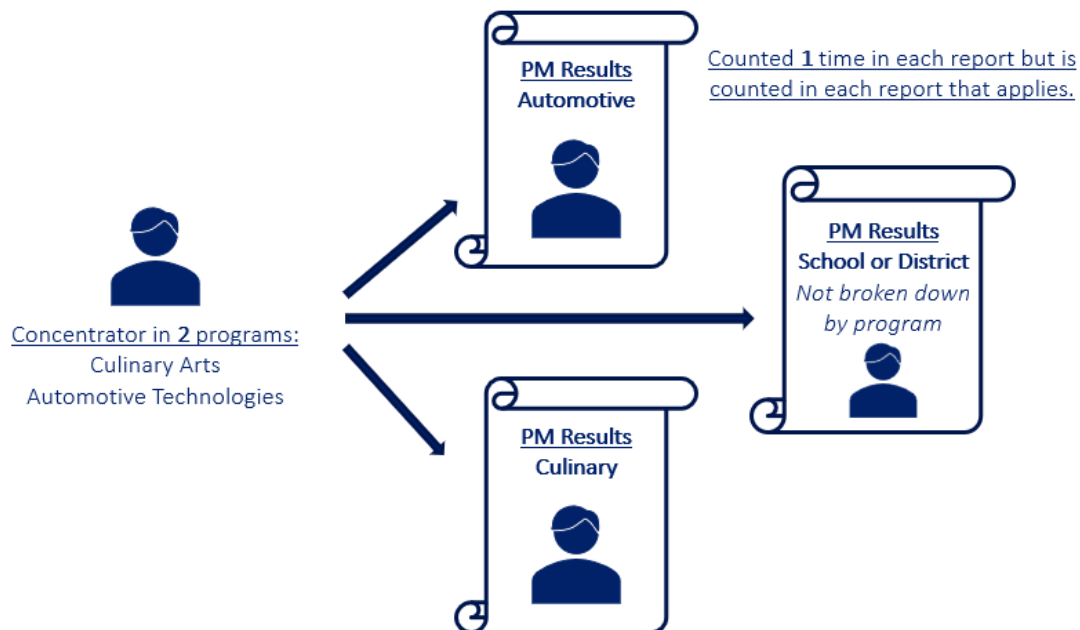 PM Results
Automotive
Counted 1 time in each report but is
counted in each report that applies.
PM Results
School or District
Not broken down
by program
Concentrator in 2 programs:
Culinary Arts
Automotive Technologies
PM Results
Culinary